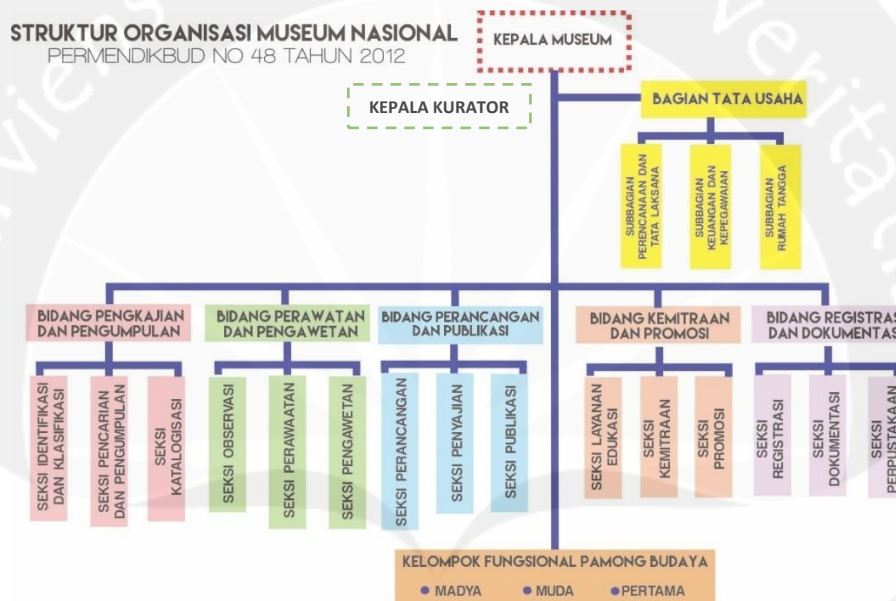 STRUKTUR ORGANISASI MUSEUM NASIONAL
PERMENDIKBUD NO 48 TAHUN 2012
KEPALA MUSEUM
KEPALA KURATOR
BAGIAN TATA USAHA
SUBBAGIAN
PERENCANAAN DAN
TATA LAKSANA
SUBBAGIAN
KEUANGAN DAN
KEPEGAWAIAN
SUBBAGIAN
RUMAH TANGGA
BIDANG PENGKAJIAN
DAN PENGUMPULAN
BIDANG PERAWATAN
DAN PENGAWETAN
BIDANG PERANCANGAN
DAN PUBLIKASI
BIDANG KEMITRAAN
DAN PROMOSI
BIDANG REGISTRAS
DAN DOKUMENTAS
SEKSI IDENTIFIKASI
DAN KLASIFIKASI
SEKSI PENCARIAN
DAN PENGUMPULAN
SEKSI
KATALOGISASI
SEKSI OBSERVASI
SEKSI PERAWAATAN
SEKSI PENGAWETAN
SEKSI PERANCANGAN
SEKSI PENYAJIAN
SEKSI PUBLIKASI
SEKSI LAYANAN
EDUKASI
SEKSI
KEMITRAAN
SEKSI
PROMOSI
SEKSI
REGISTRASI
SEKSI
DOKUMENTASI
SEKSI
PERPUSTAKAAN
KELOMPOK FUNGSIONAL PAMONG BUDAYA
• MADYA • MUDA • PERTAMA